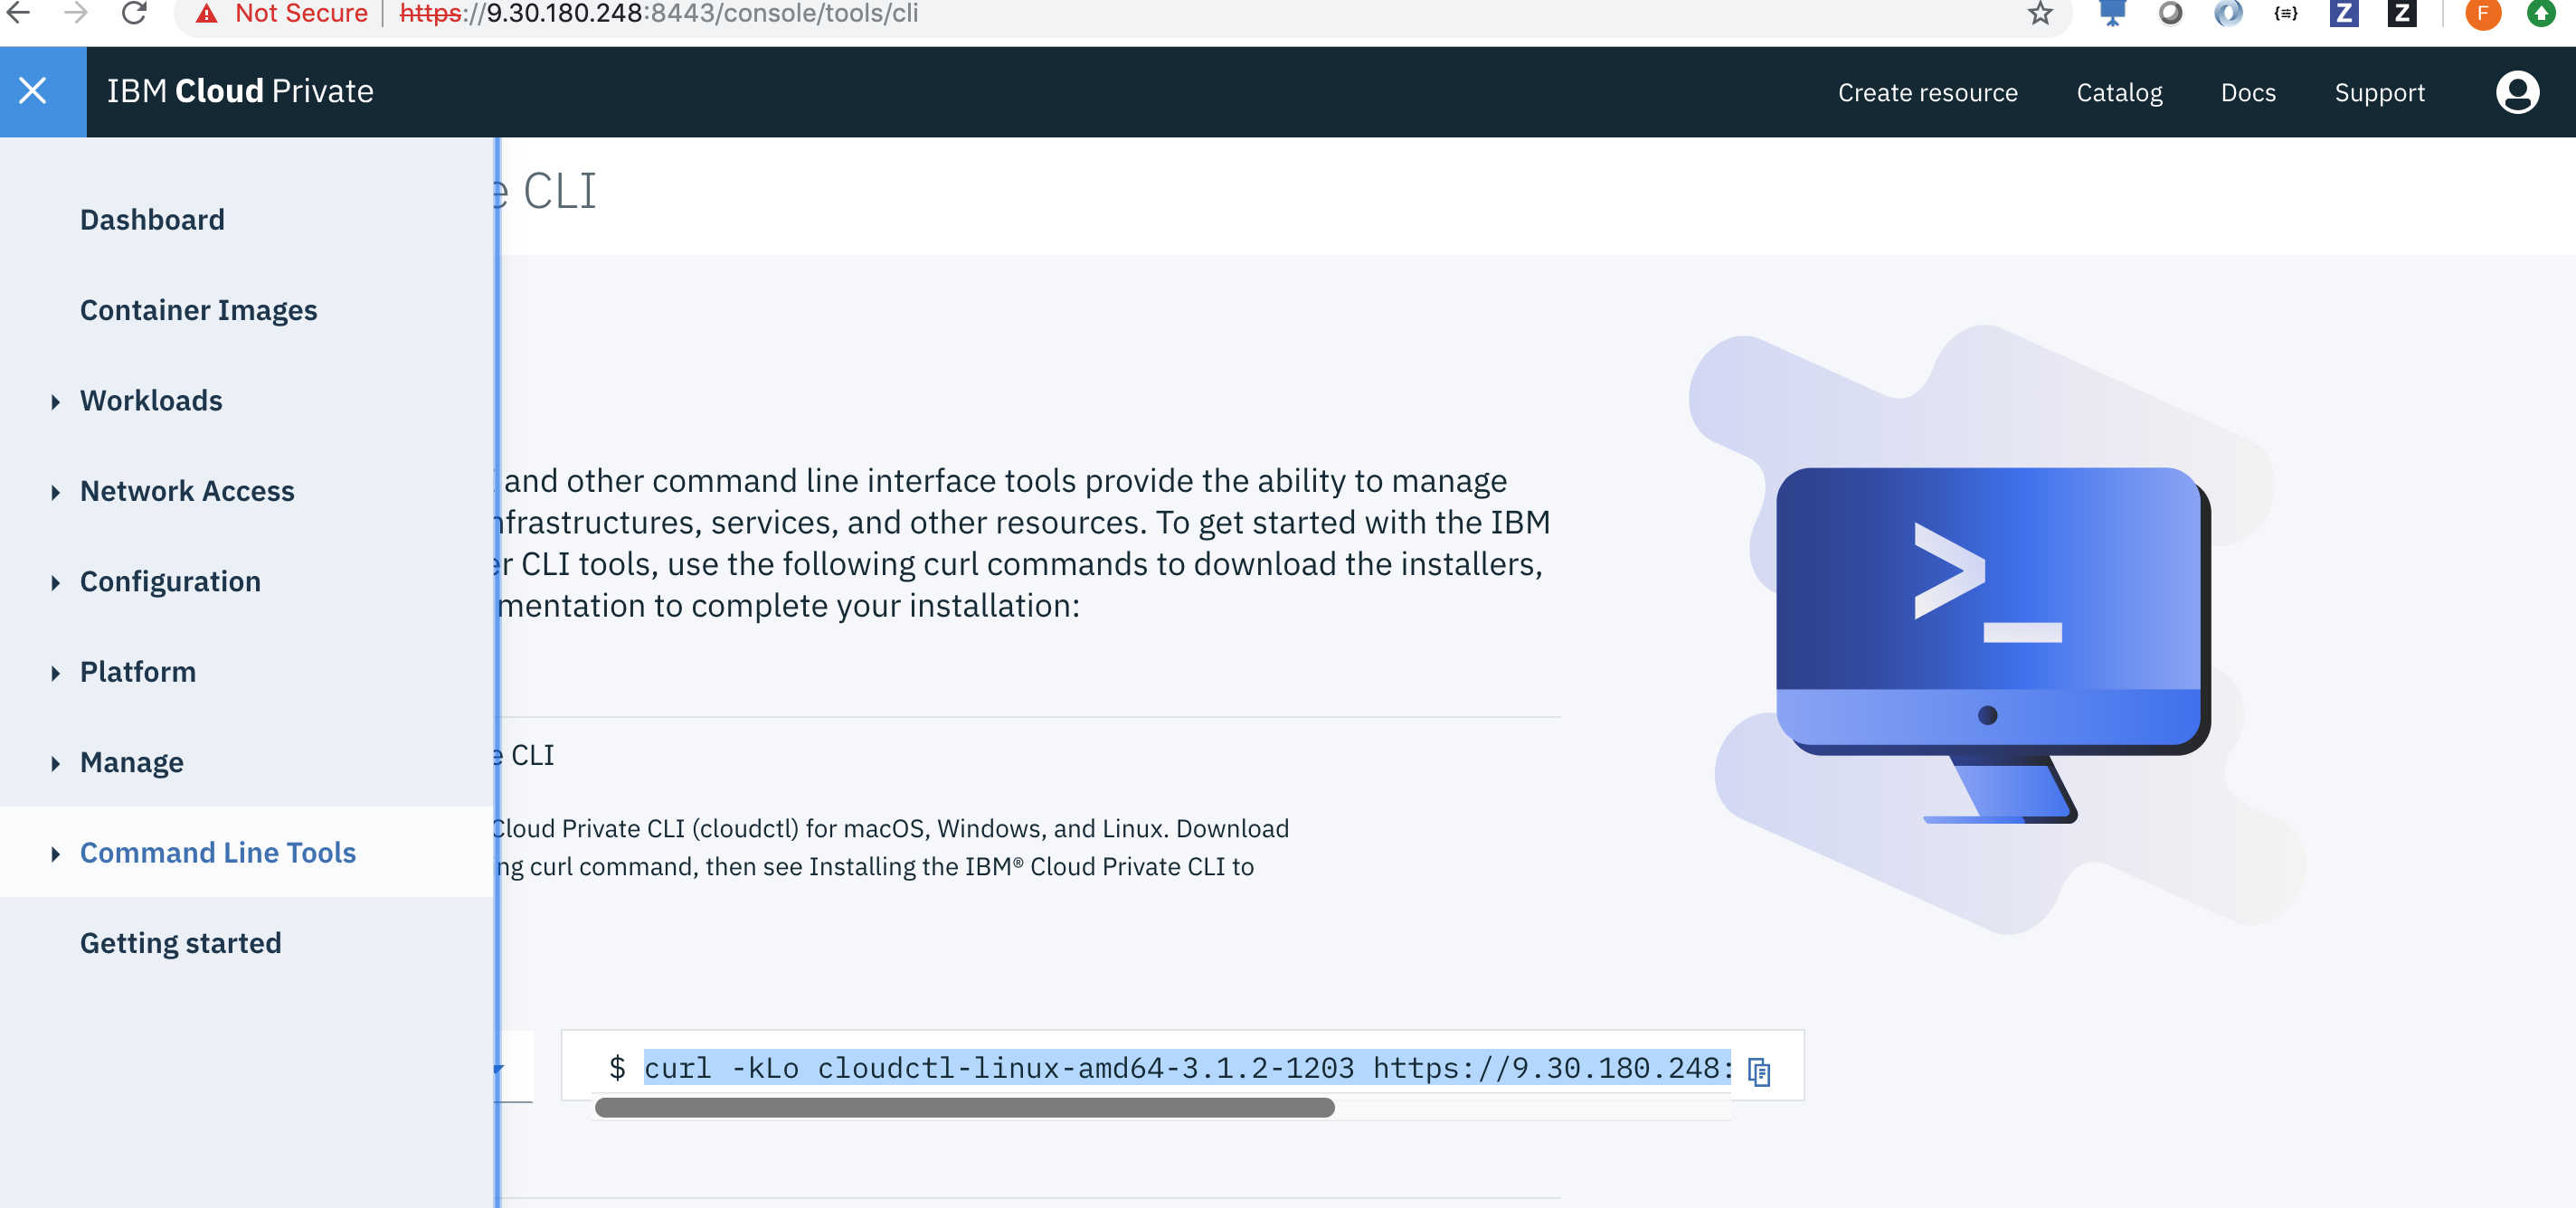 Not Secure | https://9.30.180.248:8443/console/tools/cli
F
IBM Cloud Private
Create resource
Catalog
Docs
Support
Dashboard
Container Images
Workloads
Network Access
Configuration
Platform
Manage
Command Line Tools
Getting started
e CLI
and other command line interface tools provide the ability to manage
nfrastructures, services, and other resources. To get started with the IBM
er CLI tools, use the following curl commands to download the installers,
mentation to complete your installation:
>_
e CLI
Cloud Private CLI (cloudctl) for macOS, Windows, and Linux. Download
ng curl command, then see Installing the IBM® Cloud Private CLI to
$ curl -kLo cloudctl-linux-amd64-3.1.2-1203 https://9.30.180.248: